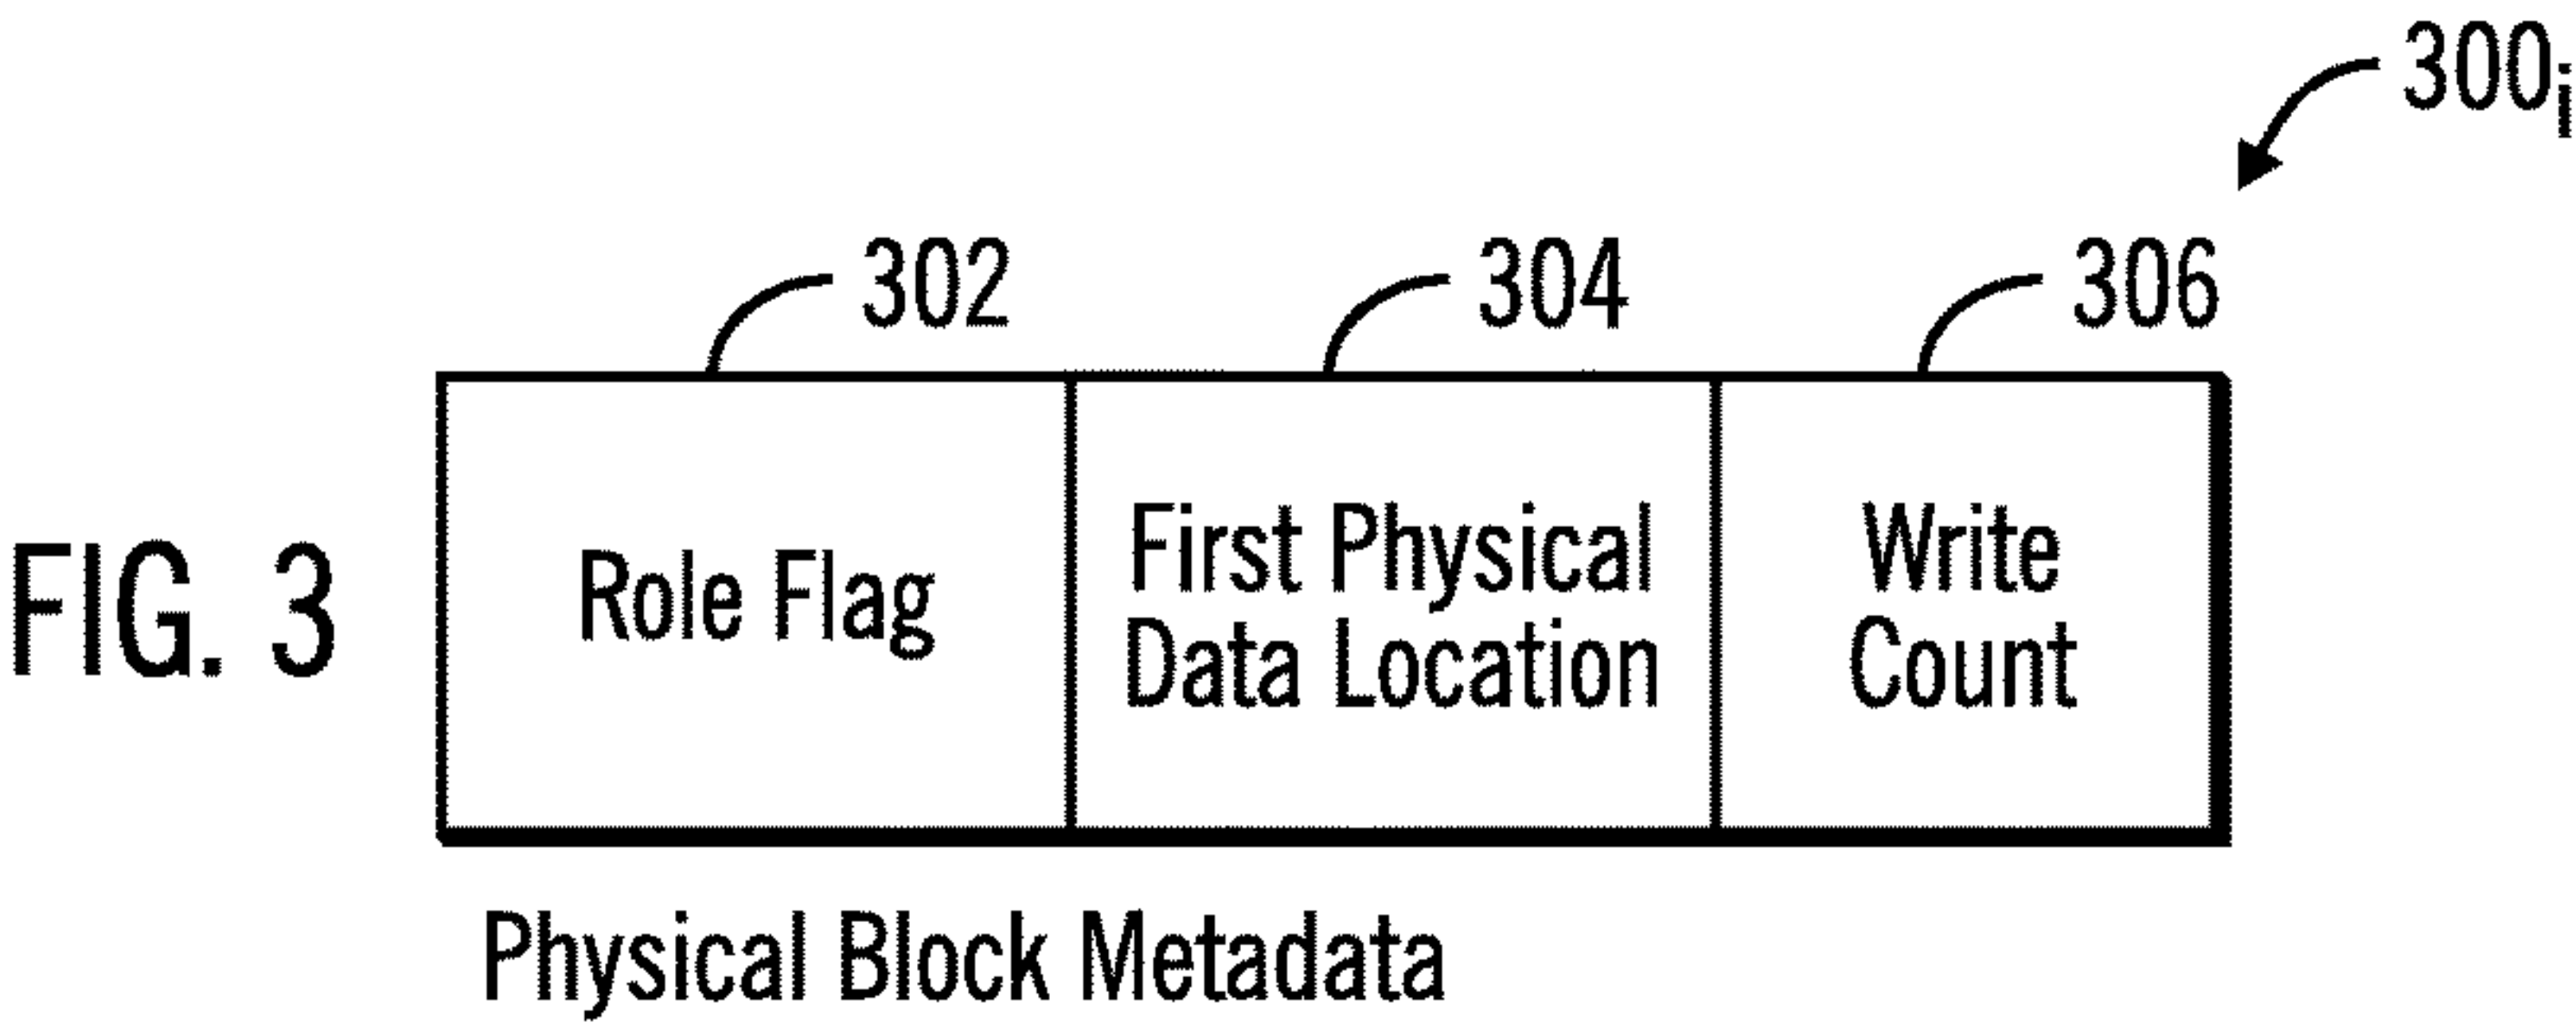 300i
302 304 306
FIG. 3
Role Flag
First Physical
Data Location
Write
Count
Physical Block Metadata